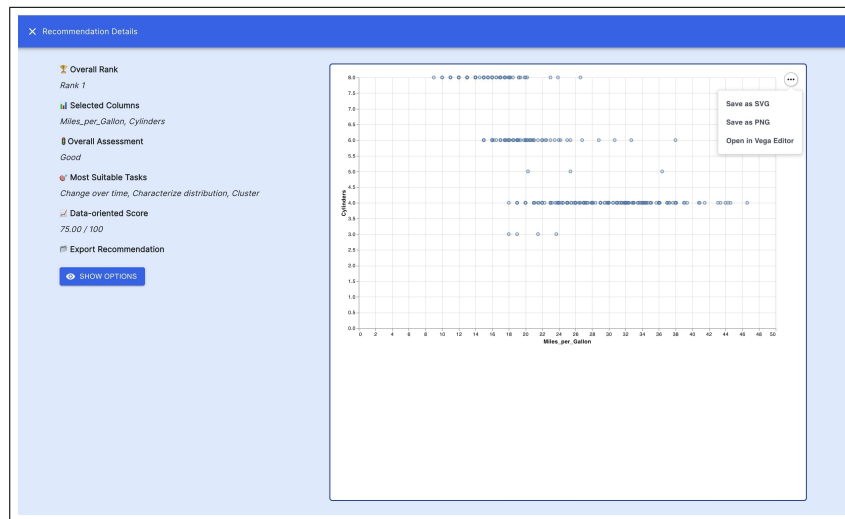 Recommendation Details
Overall Rank
Rank 1
Selected Columns
Miles_per_Gallon, Cylinders
Overall Assessment
Good
Most Suitable Tasks
Change over time, Characterize distribution, Cluster
Data-oriented Score
75.00 / 100
Export Recommendation
SHOW OPTIONS
Save as SVG
Save as PNG
Open in Vega Editor
8.0
7.5
7.0
6.5
6.0
5.5
5.0
4.5
4.0
3.5
3.0
2.5
2.0
1.5
1.0
0.5
0.0
Cylinders
0 2 4 6 8 10 12 14 16 18 20 22 24 26 28 30 32 34 36 38 40 42 44 46 48 50
Miles_per_Gallon